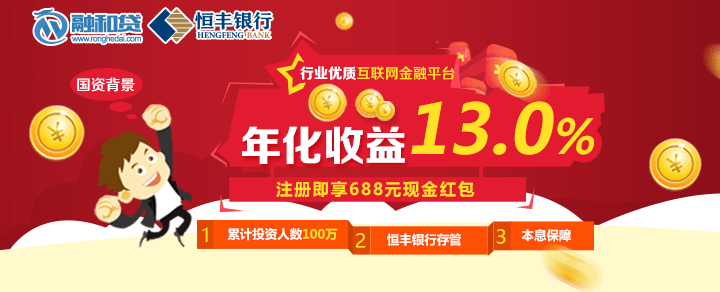 融和贷
www.ronghedai.com
恒丰银行
HENGFENG BANK
国资背景
行业优质互联网金融平台
年化收益13.0%
注册即享688元现金红包
1 累计投资人数100万
2 恒丰银行存管
3 本息保障